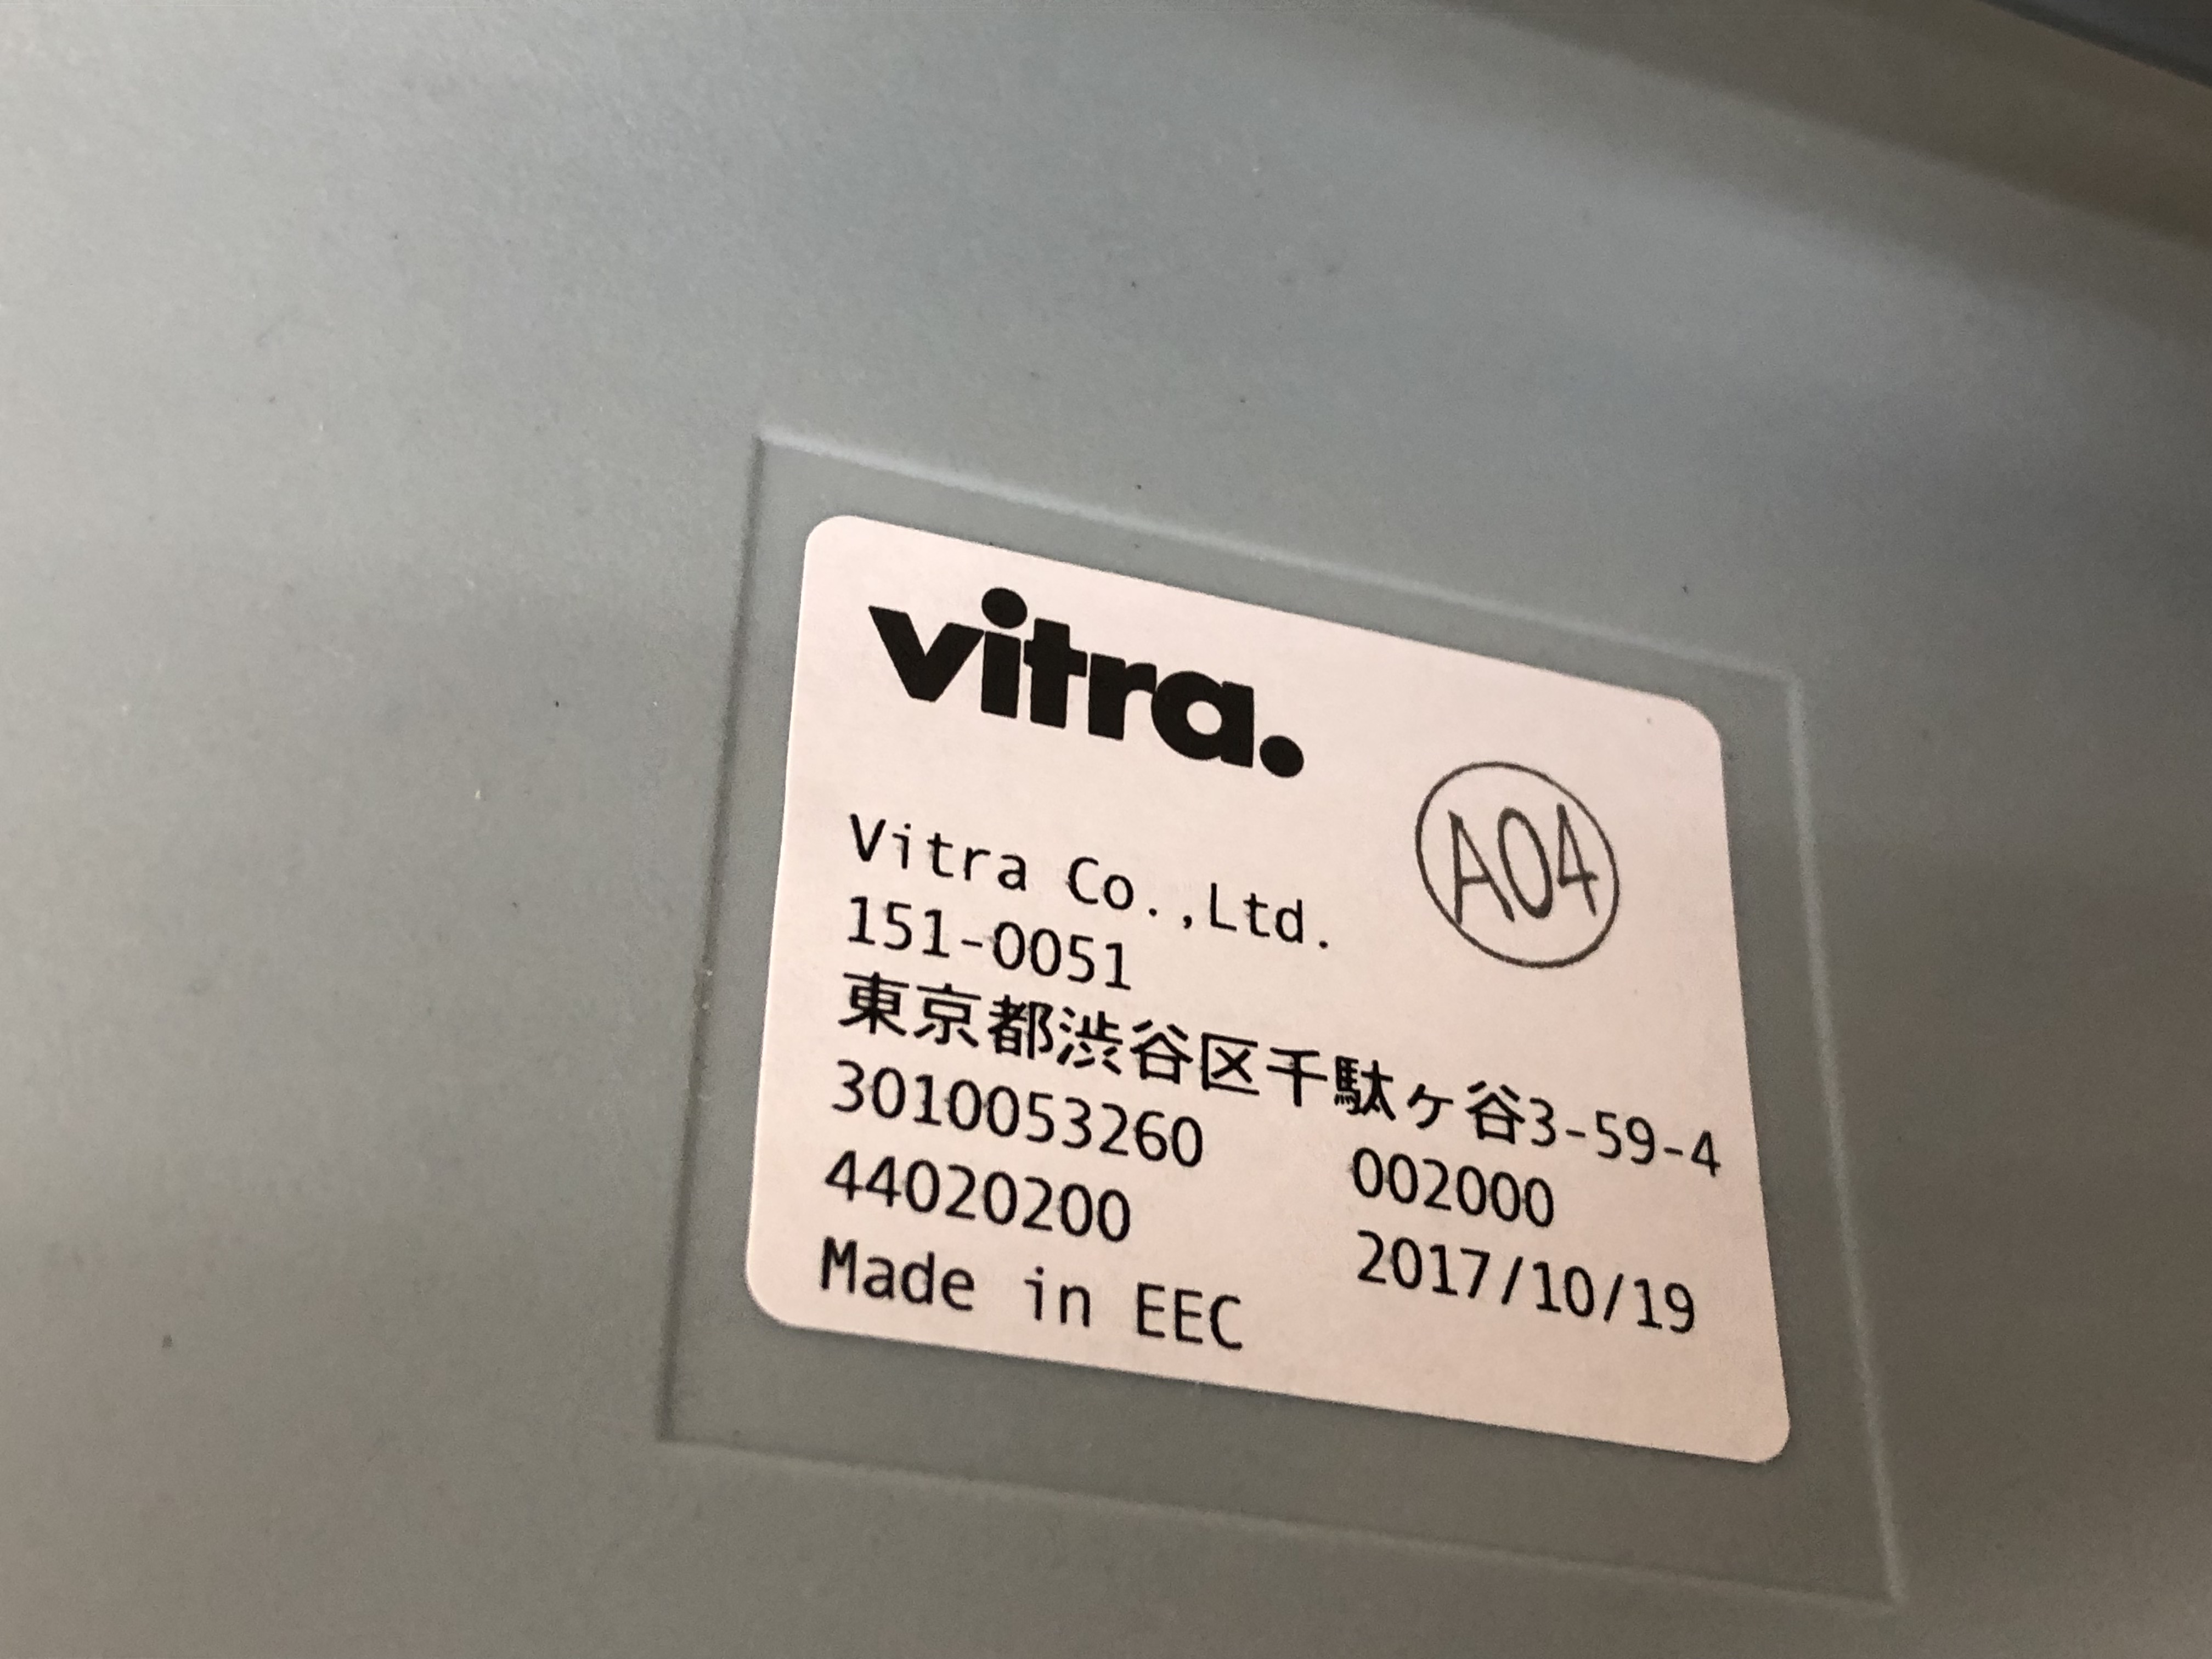 vitra.
A04
Vitra Co.,Ltd.
151-0051
東京都渋谷区千駄ヶ谷3-59-4
3010053260 002000
44020200 2017/10/19
Made in EEC